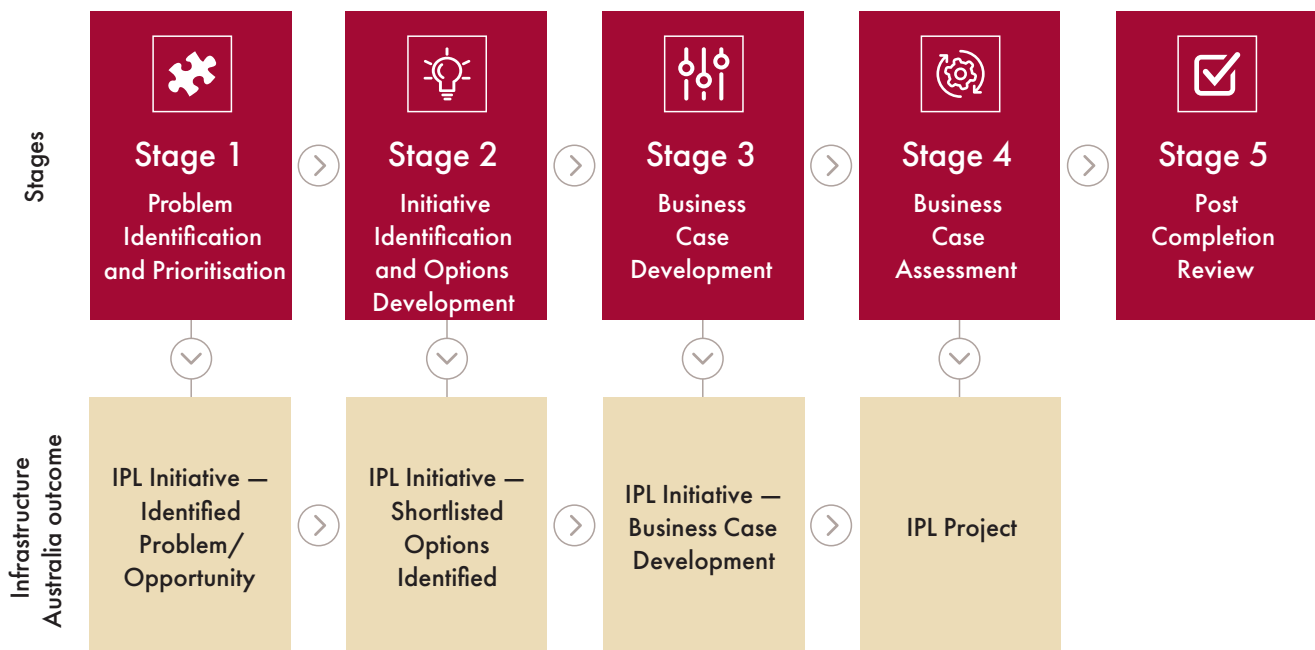 Stages
Stage 1
Problem
Identification
and Prioritisation
Stage 2
Initiative
Identification
and Options
Development
Stage 3
Business
Case
Development
Stage 4
Business
Case
Assessment
Stage 5
Post
Completion
Review
Infrastructure
Australia outcome
IPL Initiative —
Identified
Problem/
Opportunity
IPL Initiative —
Shortlisted
Options
Identified
IPL Initiative —
Business Case
Development
IPL Project